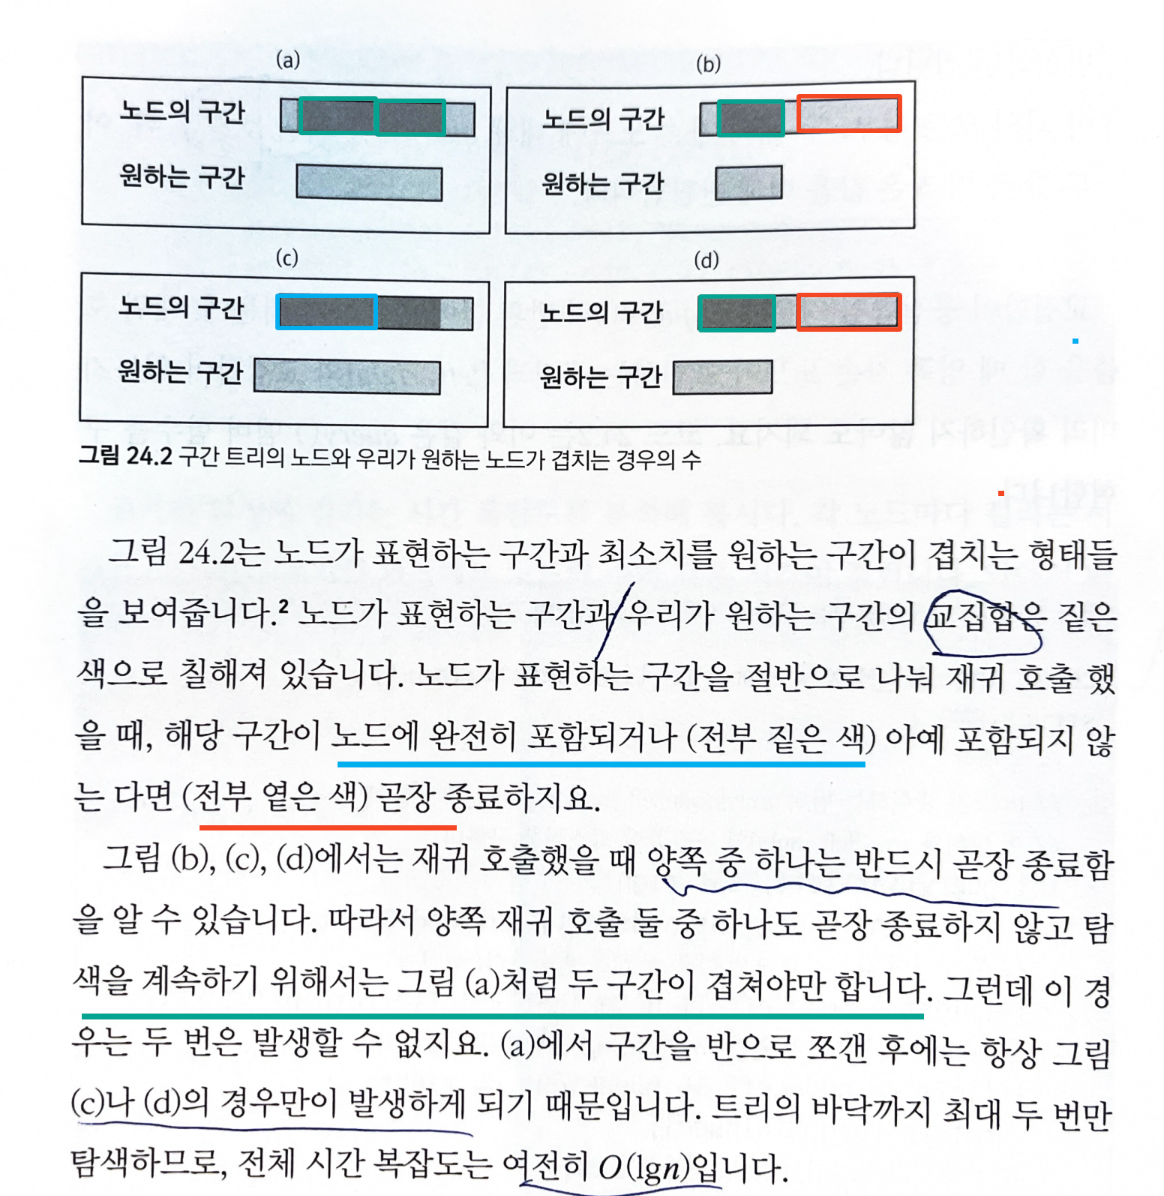 (a)
(b)
노드의 구간
원하는 구간
노드의 구간
원하는 구간
(c)
(d)
노드의 구간
원하는 구간
노드의 구간
원하는 구간
그림 24.2 구간 트리의 노드와 우리가 원하는 노드가 겹치는 경우의 수
그림 24.2는 노드가 표현하는 구간과 최소치를 원하는 구간이 겹치는 형태들
을 보여줍니다.² 노드가 표현하는 구간과 우리가 원하는 구간의 교집합은 짙은
색으로 칠해져 있습니다. 노드가 표현하는 구간을 절반으로 나눠 재귀 호출 했
을 때, 해당 구간이 노드에 완전히 포함되거나 (전부 짙은 색) 아예 포함되지 않
는 다면 (전부 옅은 색) 곧장 종료하지요.
그림 (b), (c), (d)에서는 재귀 호출했을 때 양쪽 중 하나는 반드시 곧장 종료함
을 알 수 있습니다. 따라서 양쪽 재귀 호출 둘 중 하나도 곧장 종료하지 않고 탐
색을 계속하기 위해서는 그림 (a)처럼 두 구간이 겹쳐야만 합니다. 그런데 이 경
우는 두 번은 발생할 수 없지요. (a)에서 구간을 반으로 쪼갠 후에는 항상 그림
(c)나 (d)의 경우만이 발생하게 되기 때문입니다. 트리의 바닥까지 최대 두 번만
탐색하므로, 전체 시간 복잡도는 여전히 O(lgn)입니다.